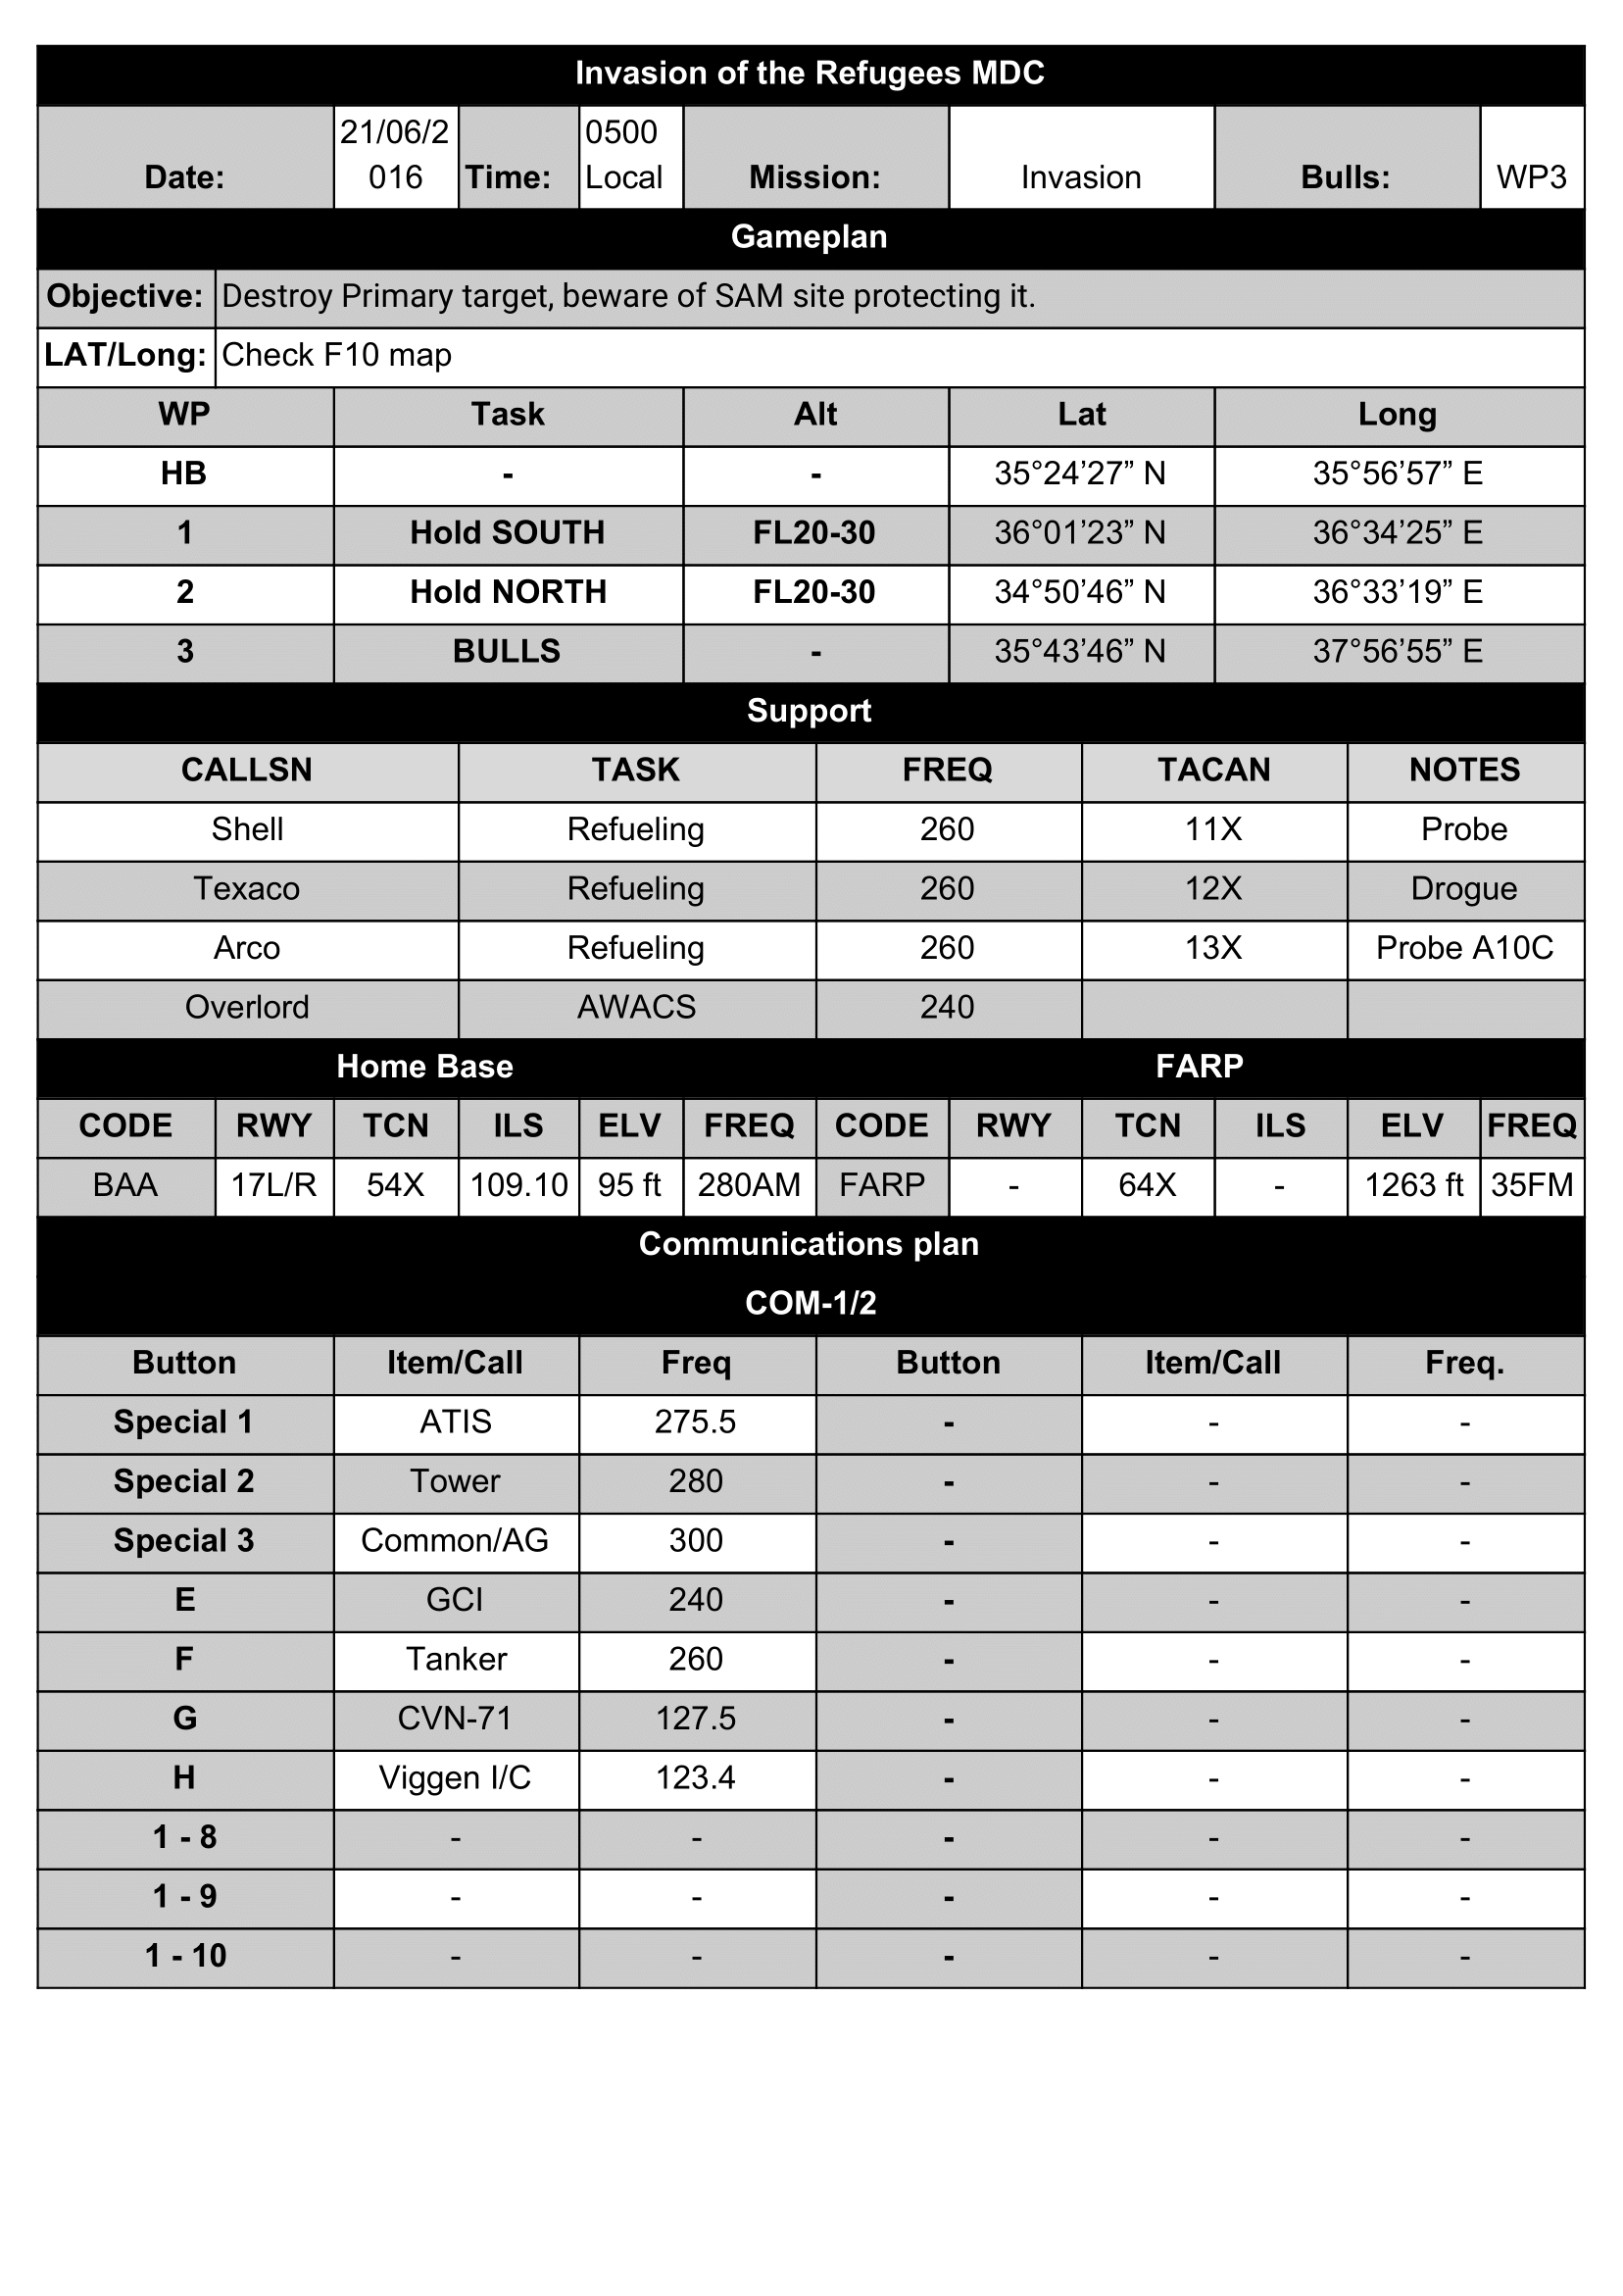 Invasion of the Refugees MDC
Date: 21/06/2016 Time: 0500 Local Mission: Invasion Bulls: WP3
Gameplan
Objective: Destroy Primary target, beware of SAM site protecting it.
LAT/Long: Check F10 map
WP Task Alt Lat Long
HB - - 35°24’27” N 35°56’57” E
1 Hold SOUTH FL20-30 36°01’23” N 36°34’25” E
2 Hold NORTH FL20-30 34°50’46” N 36°33’19” E
3 BULLS - 35°43’46” N 37°56’55” E
Support
CALLSN TASK FREQ TACAN NOTES
Shell Refueling 260 11X Probe
Texaco Refueling 260 12X Drogue
Arco Refueling 260 13X Probe A10C
Overlord AWACS 240
Home Base FARP
CODE RWY TCN ILS ELV FREQ CODE RWY TCN ILS ELV FREQ
BAA 17L/R 54X 109.10 95 ft 280AM FARP - 64X - 1263 ft 35FM
Communications plan
COM-1/2
Button Item/Call Freq Button Item/Call Freq.
Special 1 ATIS 275.5 - - -
Special 2 Tower 280 - - -
Special 3 Common/AG 300 - - -
E GCI 240 - - -
F Tanker 260 - - -
G CVN-71 127.5 - - -
H Viggen I/C 123.4 - - -
1 - 8 - - - - -
1 - 9 - - - - -
1 - 10 - - - - -